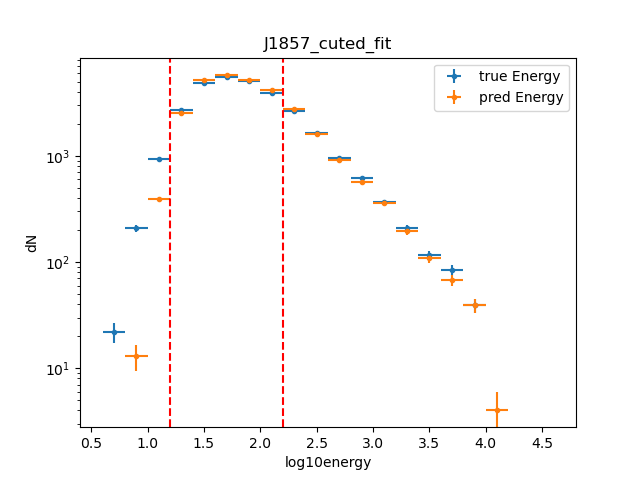 J1857_cuted_fit
true Energy
pred Energy
dN
10³
10²
10¹
0.5 1.0 1.5 2.0 2.5 3.0 3.5 4.0 4.5
log10energy